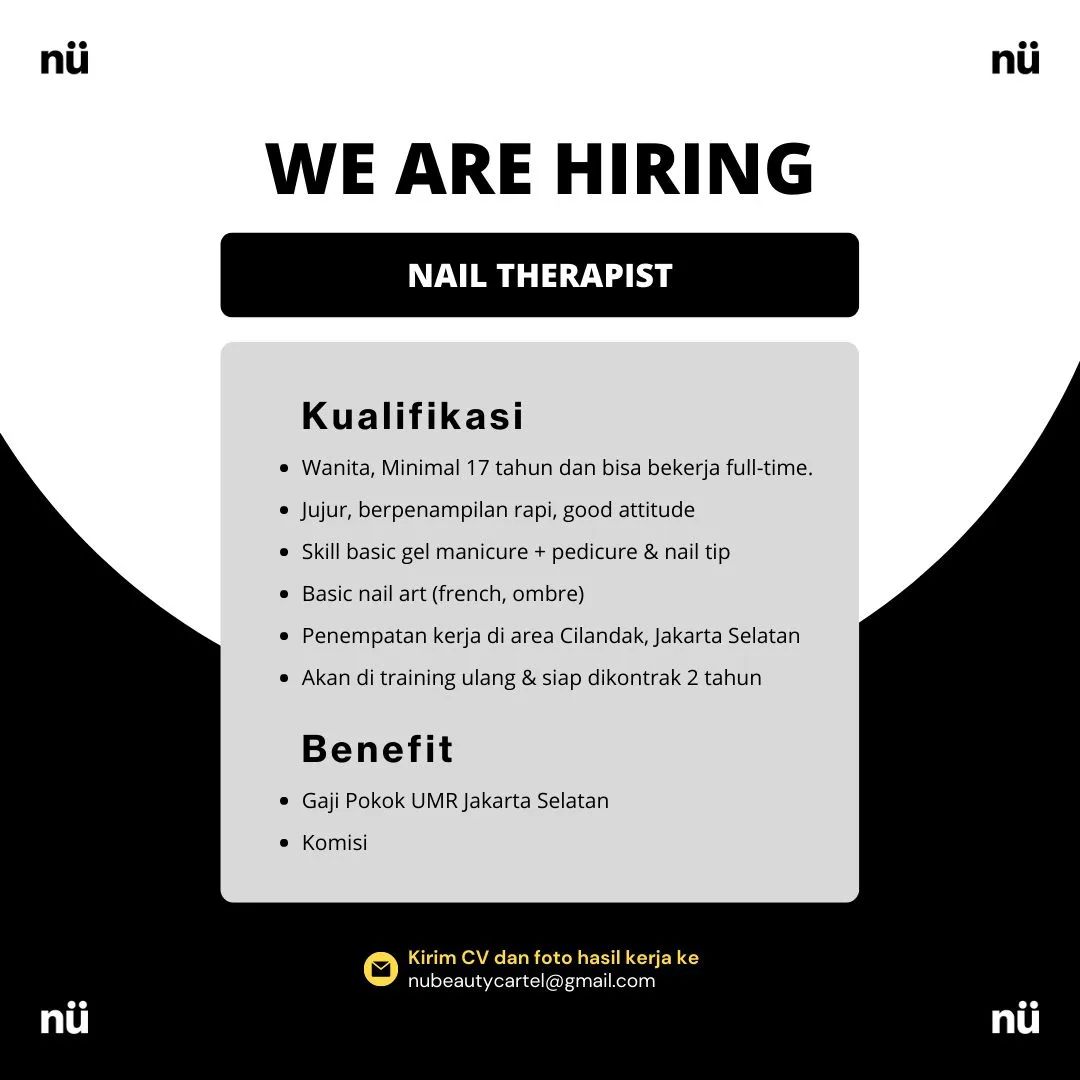 nü
nü
WE ARE HIRING
NAIL THERAPIST
Kualifikasi
• Wanita, Minimal 17 tahun dan bisa bekerja full-time.
• Jujur, berpenampilan rapi, good attitude
• Skill basic gel manicure + pedicure & nail tip
• Basic nail art (french, ombre)
• Penempatan kerja di area Cilandak, Jakarta Selatan
• Akan di training ulang & siap dikontrak 2 tahun
Benefit
• Gaji Pokok UMR Jakarta Selatan
• Komisi
Kirim CV dan foto hasil kerja ke
nubeautycartel@gmail.com
nü
nü